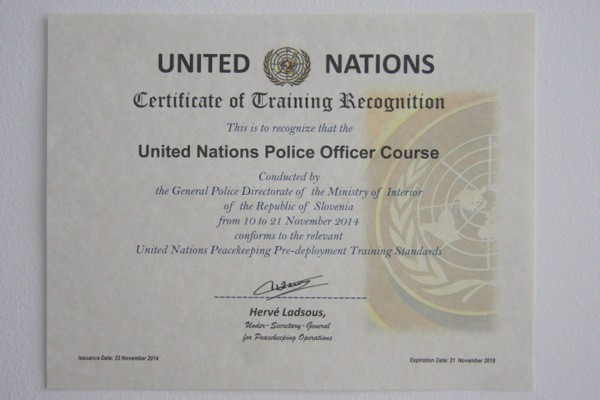 UNITED NATIONS
Certificate of Training Recognition
This is to recognize that the
United Nations Police Officer Course
Conducted by
the General Police Directorate of the Ministry of Interior
of the Republic of Slovenia
from 10 to 21 November 2014
conforms to the relevant
United Nations Peacekeeping Pre-deployment Training Standards
Hervé Ladsous,
Under-Secretary-General
for Peacekeeping Operations
Issuance Date: 22 November 2014
Expiration Date: 21 November